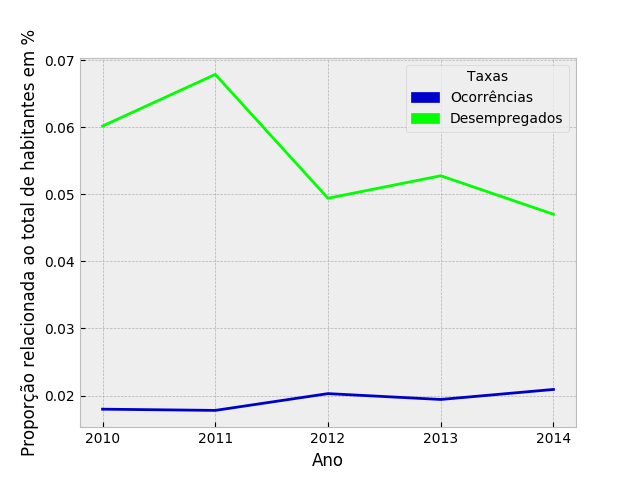 Proporção relacionada ao total de habitantes em %
0.07
0.06
0.05
0.04
0.03
0.02
Taxas
Ocorrências
Desempregados
2010 2011 2012 2013 2014
Ano